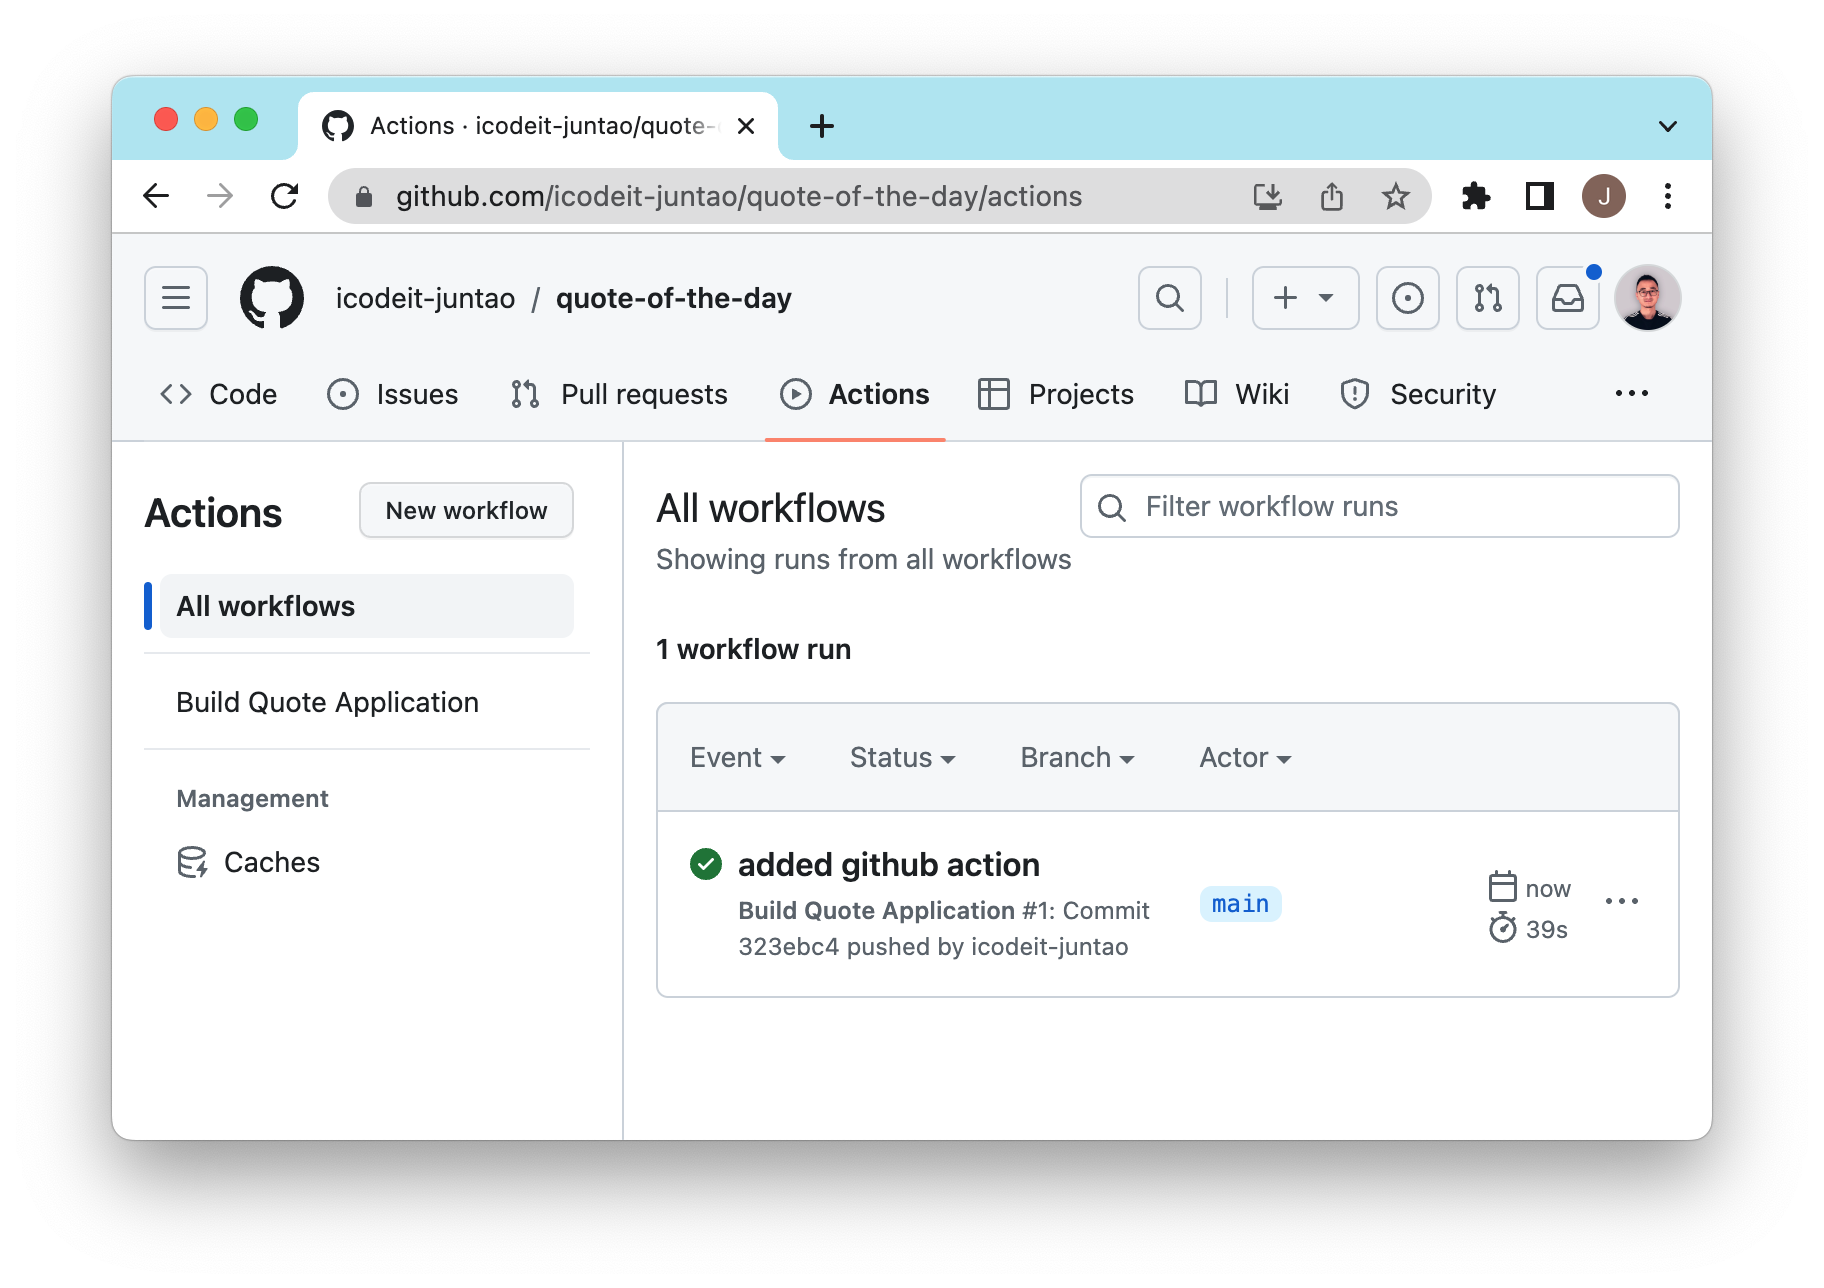 Actions · icodeit-juntao/quote-
github.com/icodeit-juntao/quote-of-the-day/actions
J
icodeit-juntao / quote-of-the-day
Code Issues Pull requests Actions Projects Wiki Security
Actions
New workflow
All workflows
Build Quote Application
Management
Caches
All workflows
Filter workflow runs
Showing runs from all workflows
1 workflow run
Event Status Branch Actor
added github action
Build Quote Application #1: Commit
323ebc4 pushed by icodeit-juntao
main
now
39s